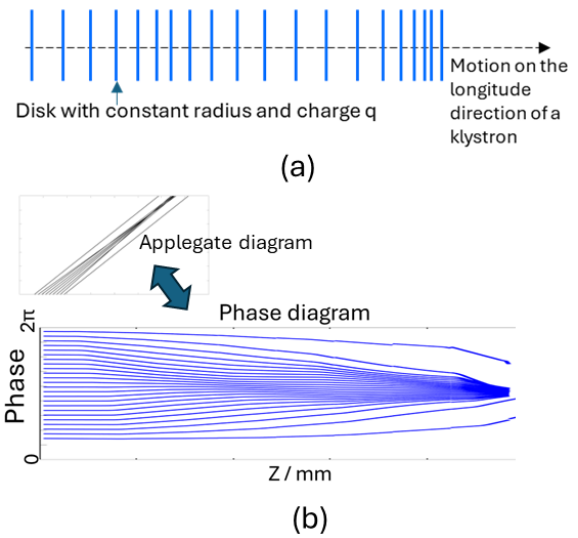 Disk with constant radius and charge q
Motion on the
longitude
direction of a
klystron
(a)
Applegate diagram
Phase diagram
2π
Phase
0
Z / mm
(b)